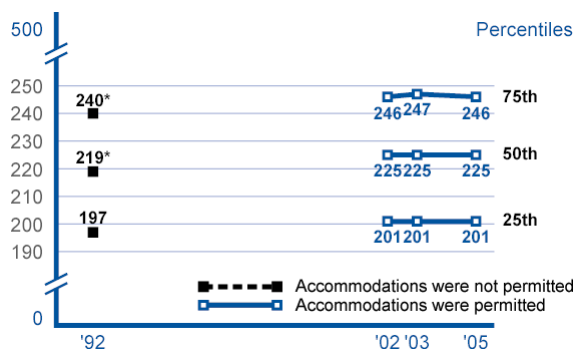 500 Percentiles
250
240* 246 247 246 75th
240
230
219* 225 225 225 50th
220
210
197 201 201 201 25th
200
190
Accommodations were not permitted
Accommodations were permitted
0
'92 '02 '03 '05